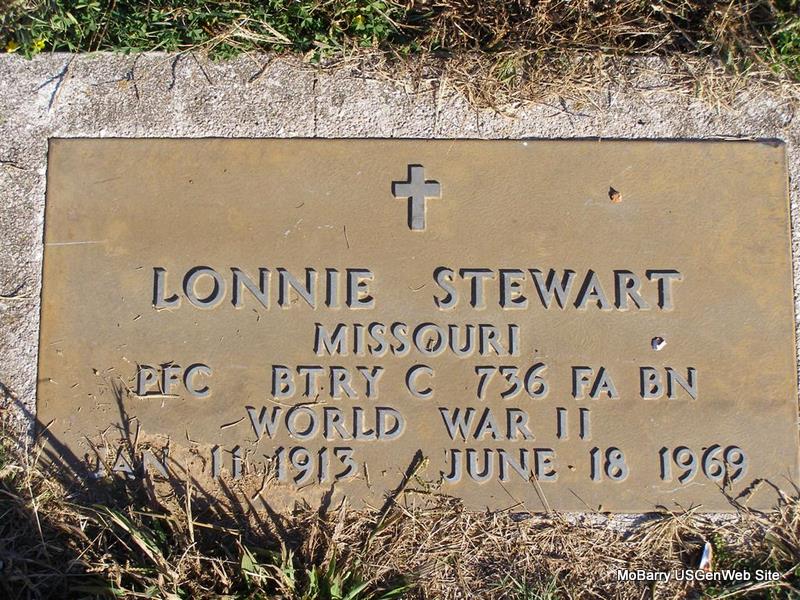 LONNIE STEWART
MISSOURI
PFC BTRY C 736 FA BN
WORLD WAR II
JAN 11 1913 JUNE 18 1969
MoBarry USGenWeb Site